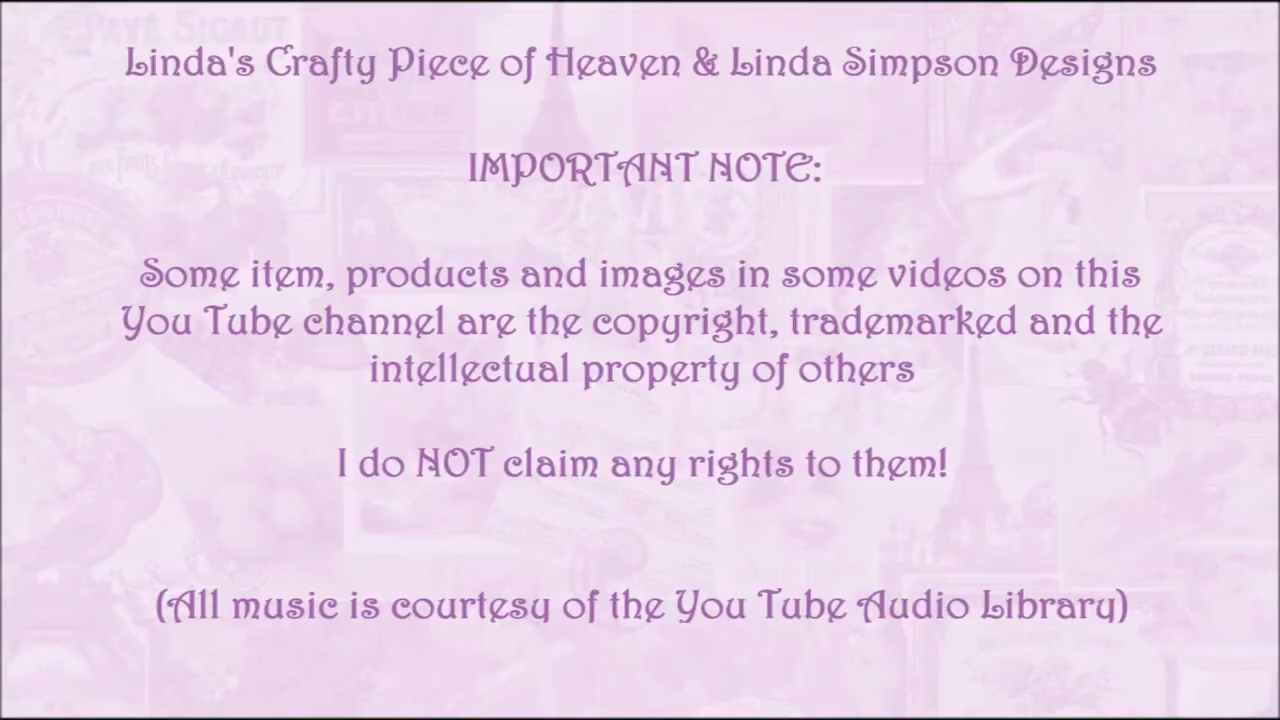 Linda's Crafty Piece of Heaven & Linda Simpson Designs
IMPORTANT NOTE:
Some item, products and images in some videos on this
You Tube channel are the copyright, trademarked and the
intellectual property of others
I do NOT claim any rights to them!
(All music is courtesy of the You Tube Audio Library)